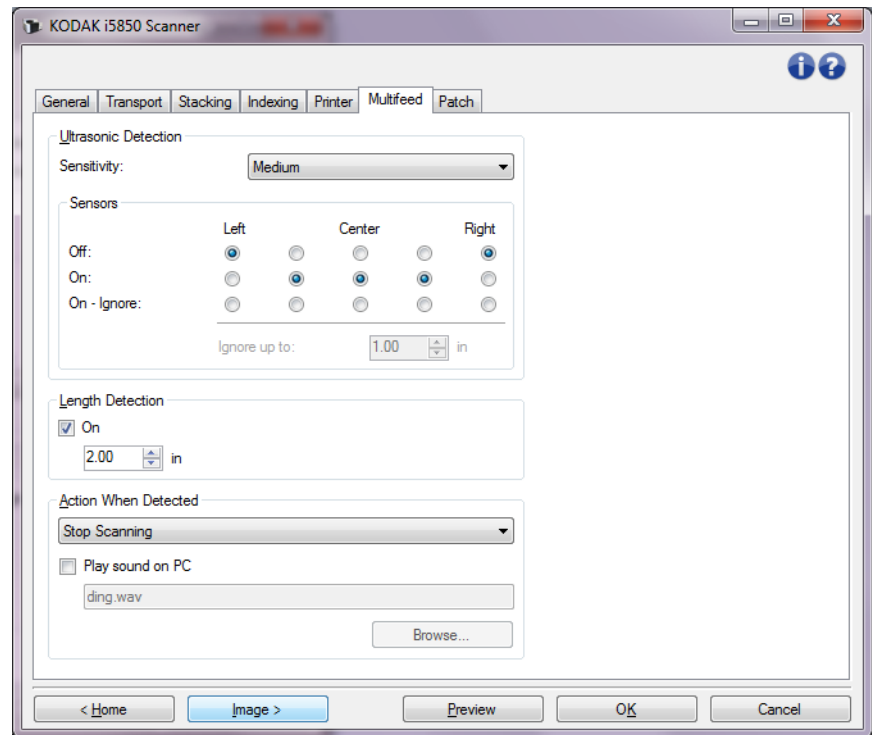 KODAK i5850 Scanner
General Transport Stacking Indexing Printer Multifeed Patch
Ultrasonic Detection
Sensitivity: Medium
Sensors
Left Center Right
Off:
On:
On - Ignore:
Ignore up to: 1.00 in
Length Detection
On
2.00 in
Action When Detected
Stop Scanning
Play sound on PC
ding.wav
Browse...
< Home Image > Preview OK Cancel